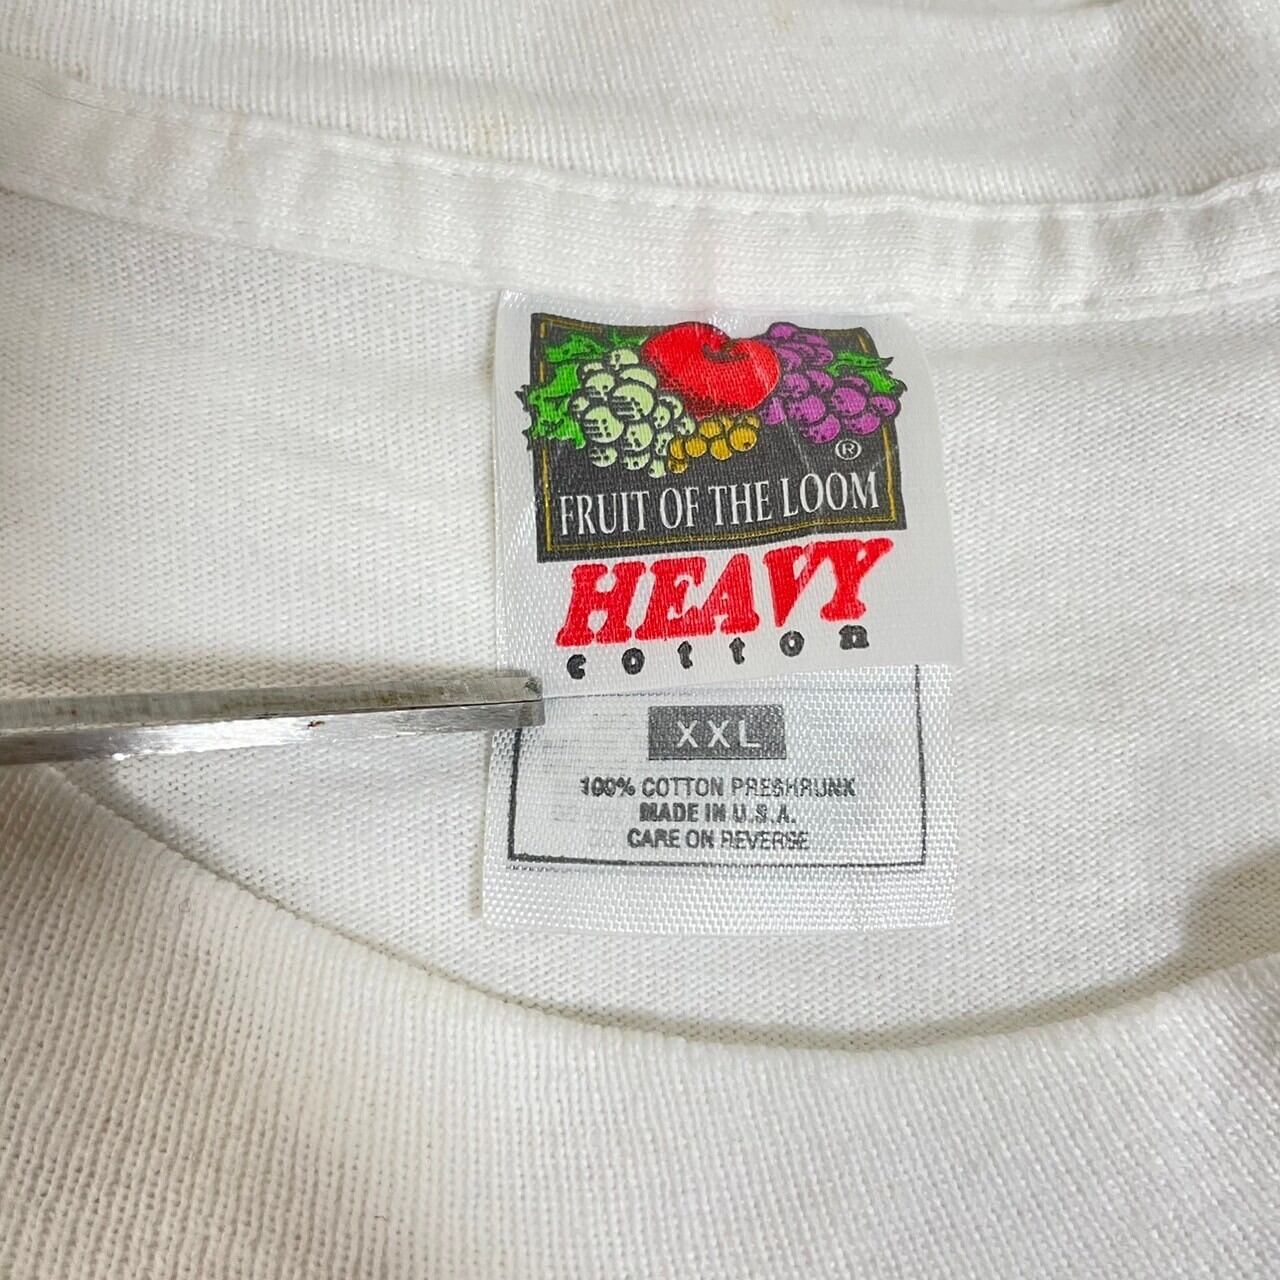 ®
FRUIT OF THE LOOM
HEAVY
cotton
XXL
100% COTTON PRESHRUNK
MADE IN U.S.A.
CARE ON REVERSE